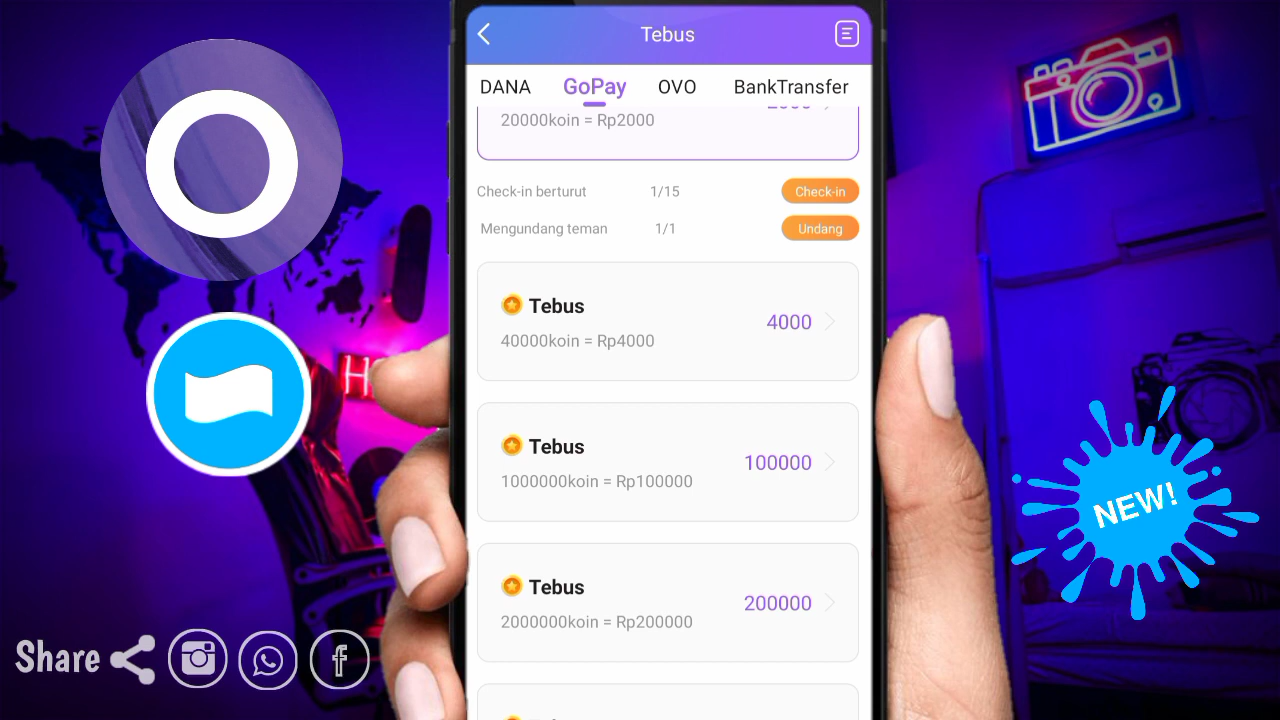 Tebus
DANA
GoPay
OVO
BankTransfer
20000koin = Rp2000
Check-in berturut
1/15
Check-in
Mengundang teman
1/1
Undang
Tebus
4000
40000koin = Rp4000
Tebus
100000
1000000koin = Rp100000
Tebus
200000
2000000koin = Rp200000
H
NEW!
Share